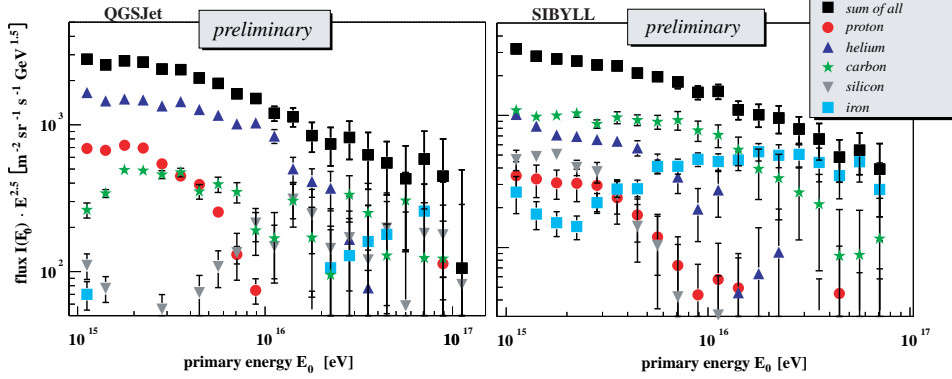 QGSJet
SIBYLL
preliminary
preliminary
sum of all
proton
helium
carbon
silicon
iron
flux I(E₀) · E^2.5 [m^-2 sr^-1 s^-1 GeV^1.5]
10^3
10^2
10^15
10^16
10^17
10^15
10^16
10^17
primary energy E₀ [eV]
primary energy E₀ [eV]